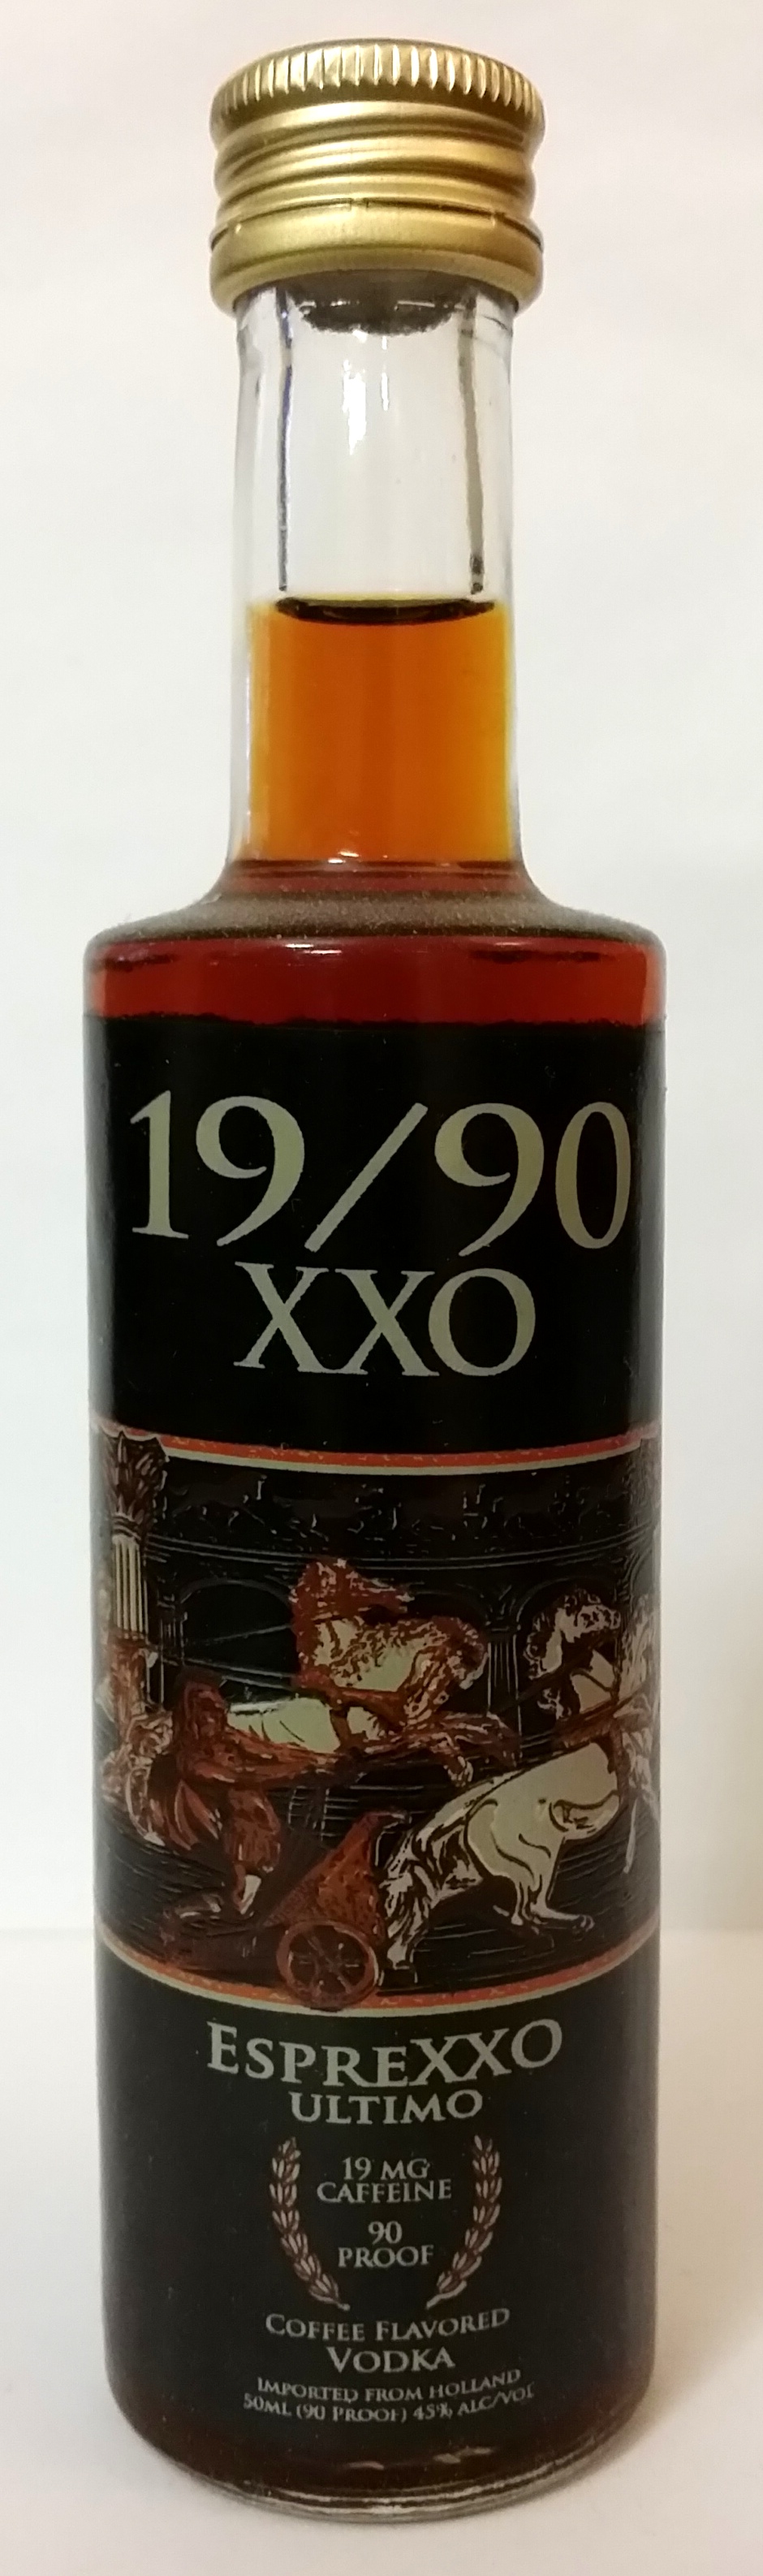 19/90
XXO
ESPREXXO
ULTIMO
19 MG
CAFFEINE
90
PROOF
COFFEE FLAVORED
VODKA
IMPORTED FROM HOLLAND
50ML (90 PROOF) 45% ALC/VOL